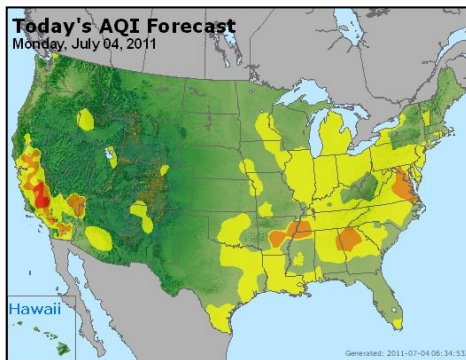 Today's AQI Forecast
Monday, July 04, 2011
Hawaii
Generated: 2011-07-04 06:34:53